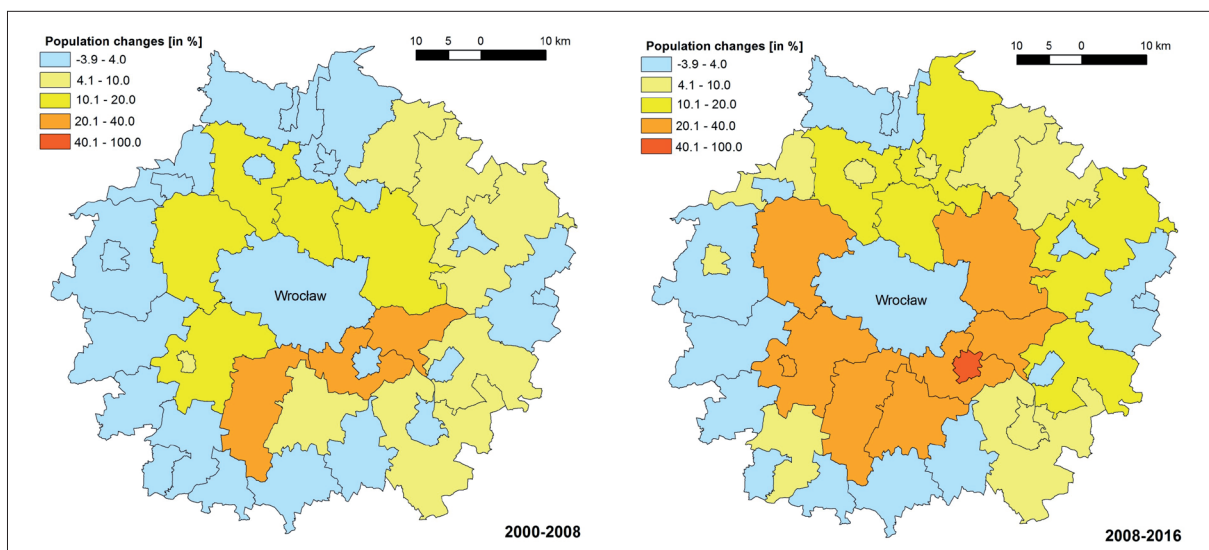 Population changes [in %]
-3.9 - 4.0
4.1 - 10.0
10.1 - 20.0
20.1 - 40.0
40.1 - 100.0
10 5 0 10 km
Wrocław
2000-2008
Population changes [in %]
-3.9 - 4.0
4.1 - 10.0
10.1 - 20.0
20.1 - 40.0
40.1 - 100.0
10 5 0 10 km
Wrocław
2008-2016